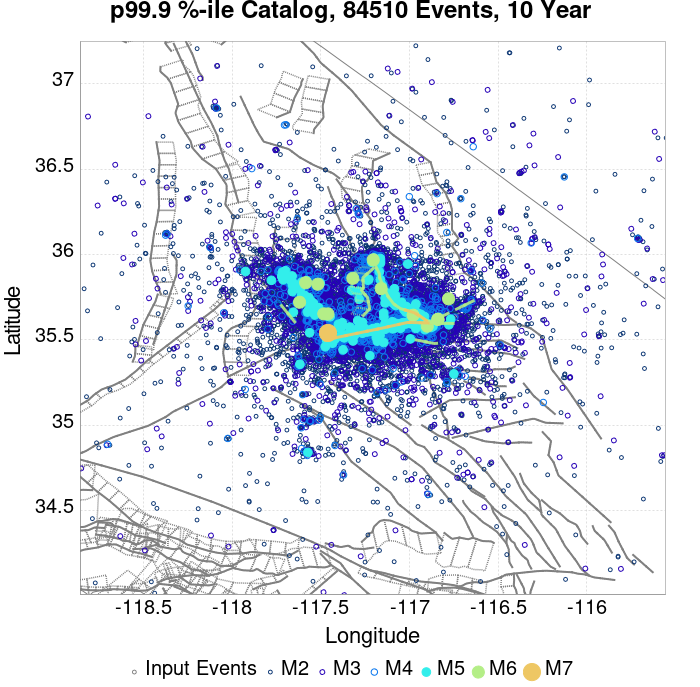 p99.9 %-ile Catalog, 84510 Events, 10 Year
37
36.5
36
35.5
35
34.5
Latitude
-118.5 -118 -117.5 -117 -116.5 -116
Longitude
Input Events M2 M3 M4 M5 M6 M7